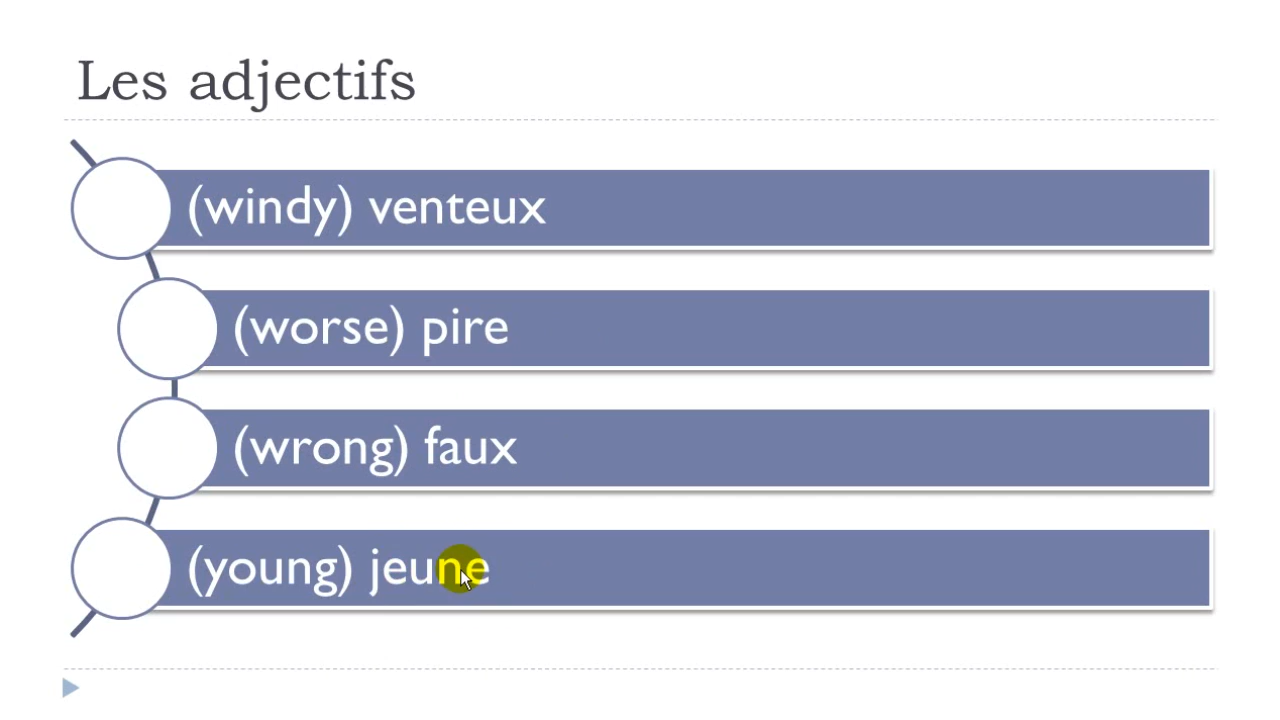 Les adjectifs
(windy) venteux
(worse) pire
(wrong) faux
(young) jeune